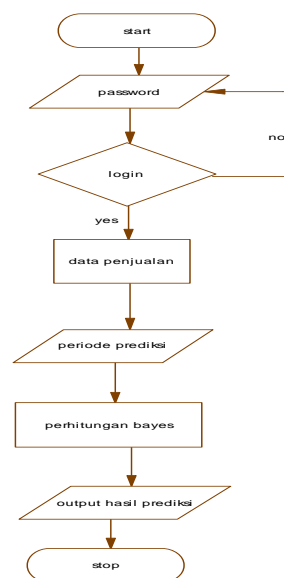 start
password
no
login
yes
data penjualan
periode prediksi
perhitungan bayes
output hasil prediksi
stop